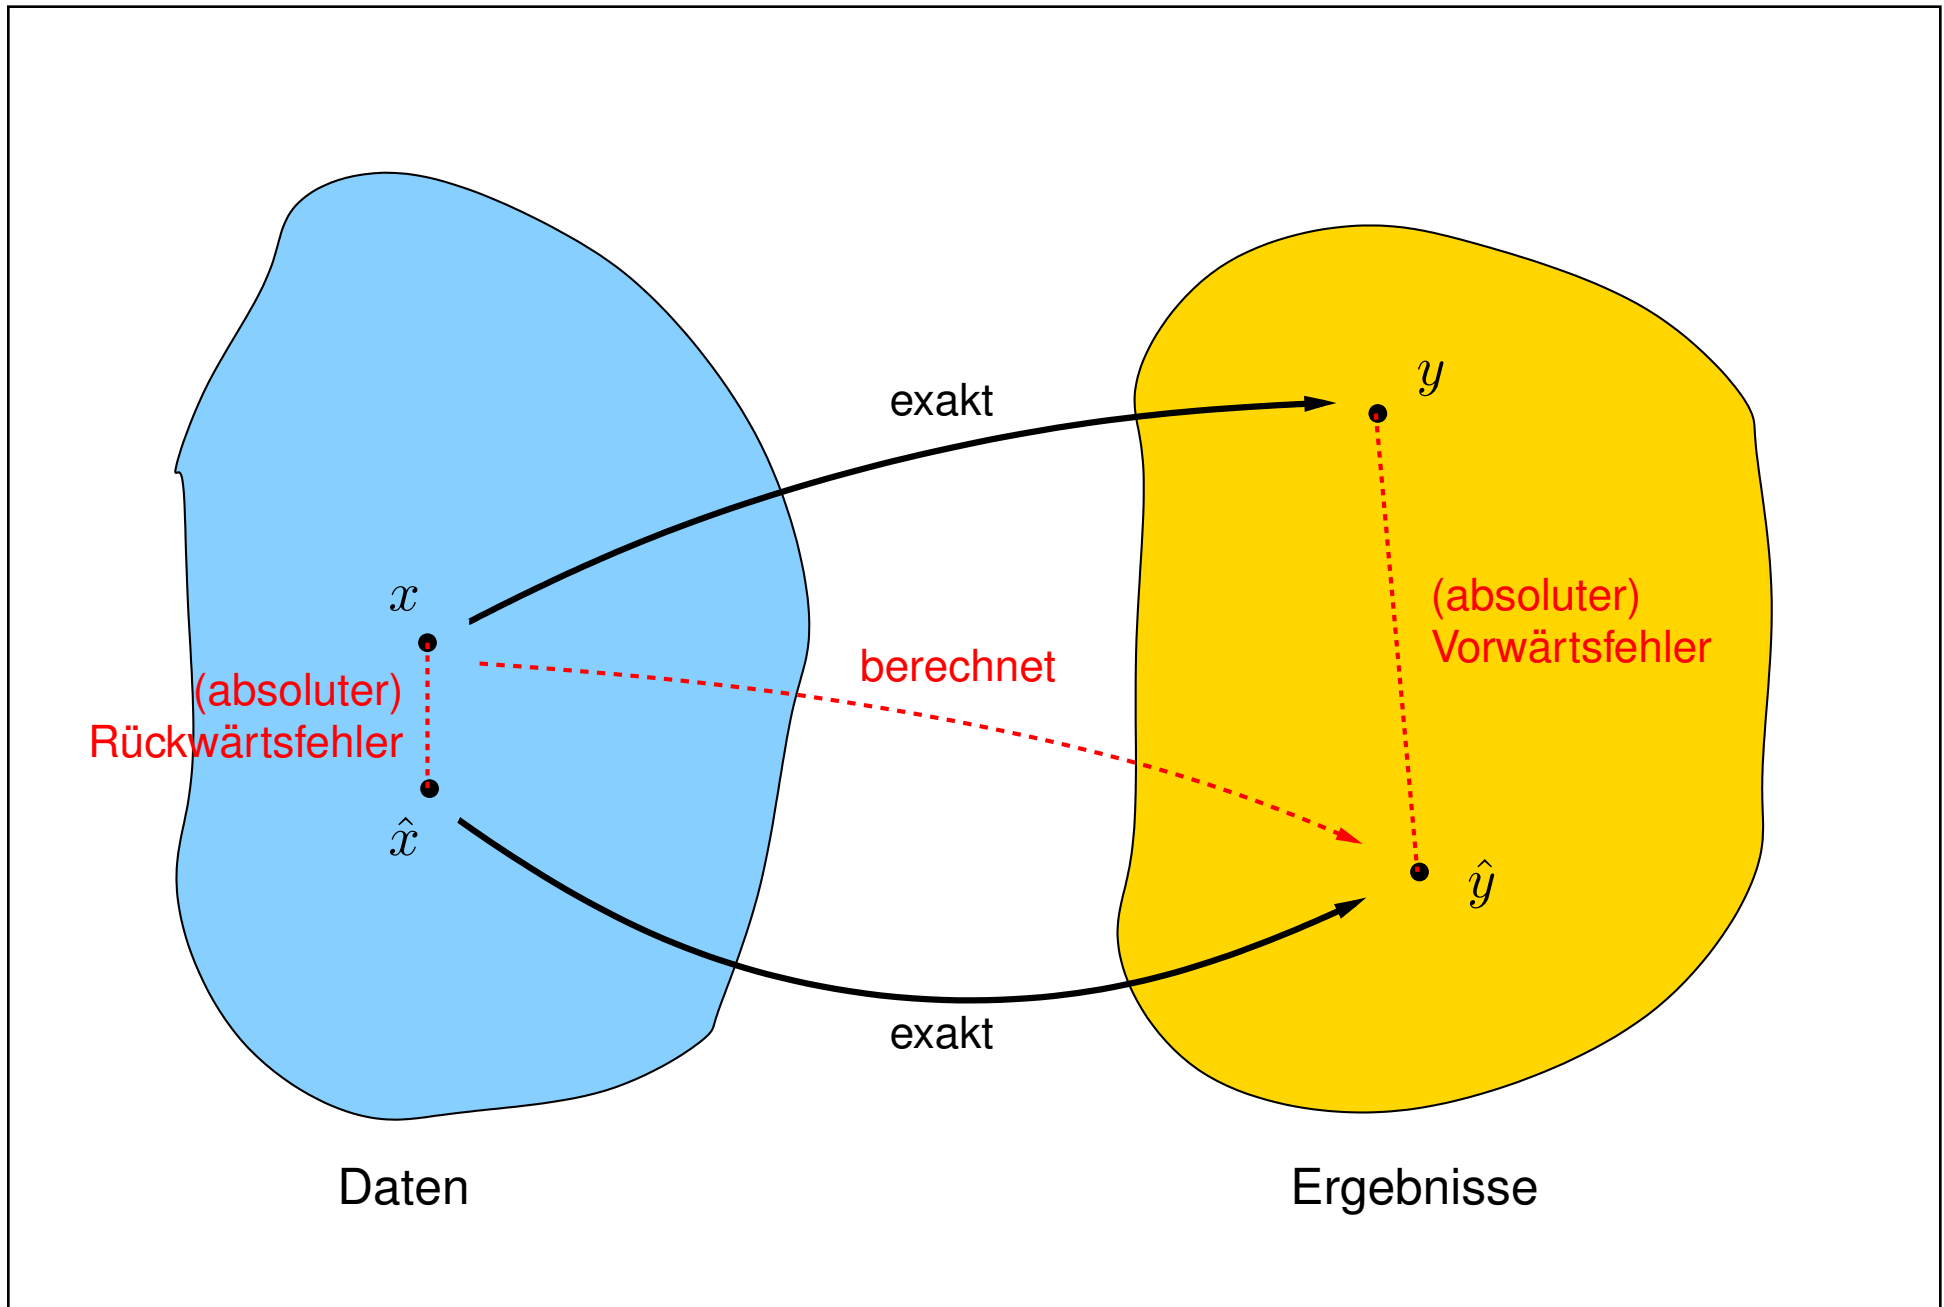 exakt
y
x
(absoluter)
Vorwärtsfehler
berechnet
(absoluter)
Rückwärtsfehler
x̂
ŷ
exakt
Daten
Ergebnisse